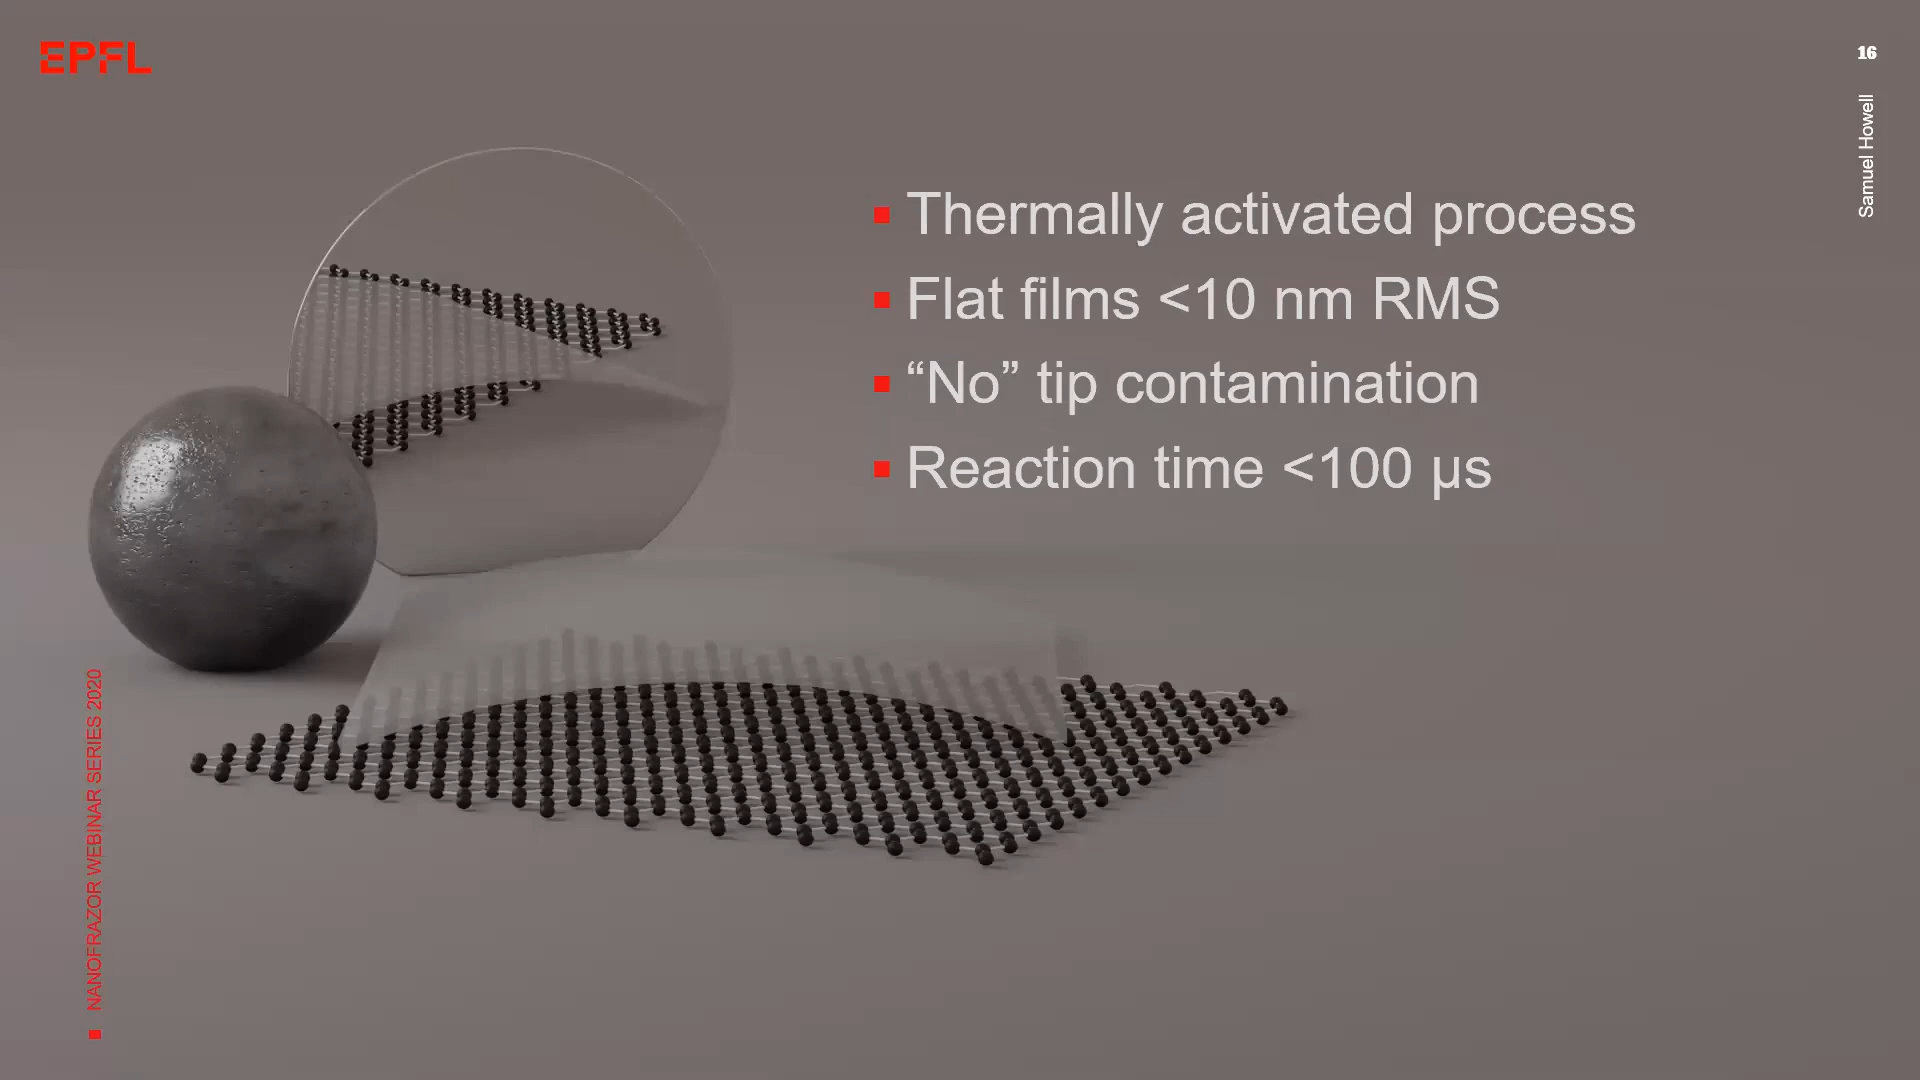 EPFL
16
Samuel Howell
Thermally activated process
Flat films <10 nm RMS
“No” tip contamination
Reaction time <100 µs
NANOFRAZOR WEBINAR SERIES 2020